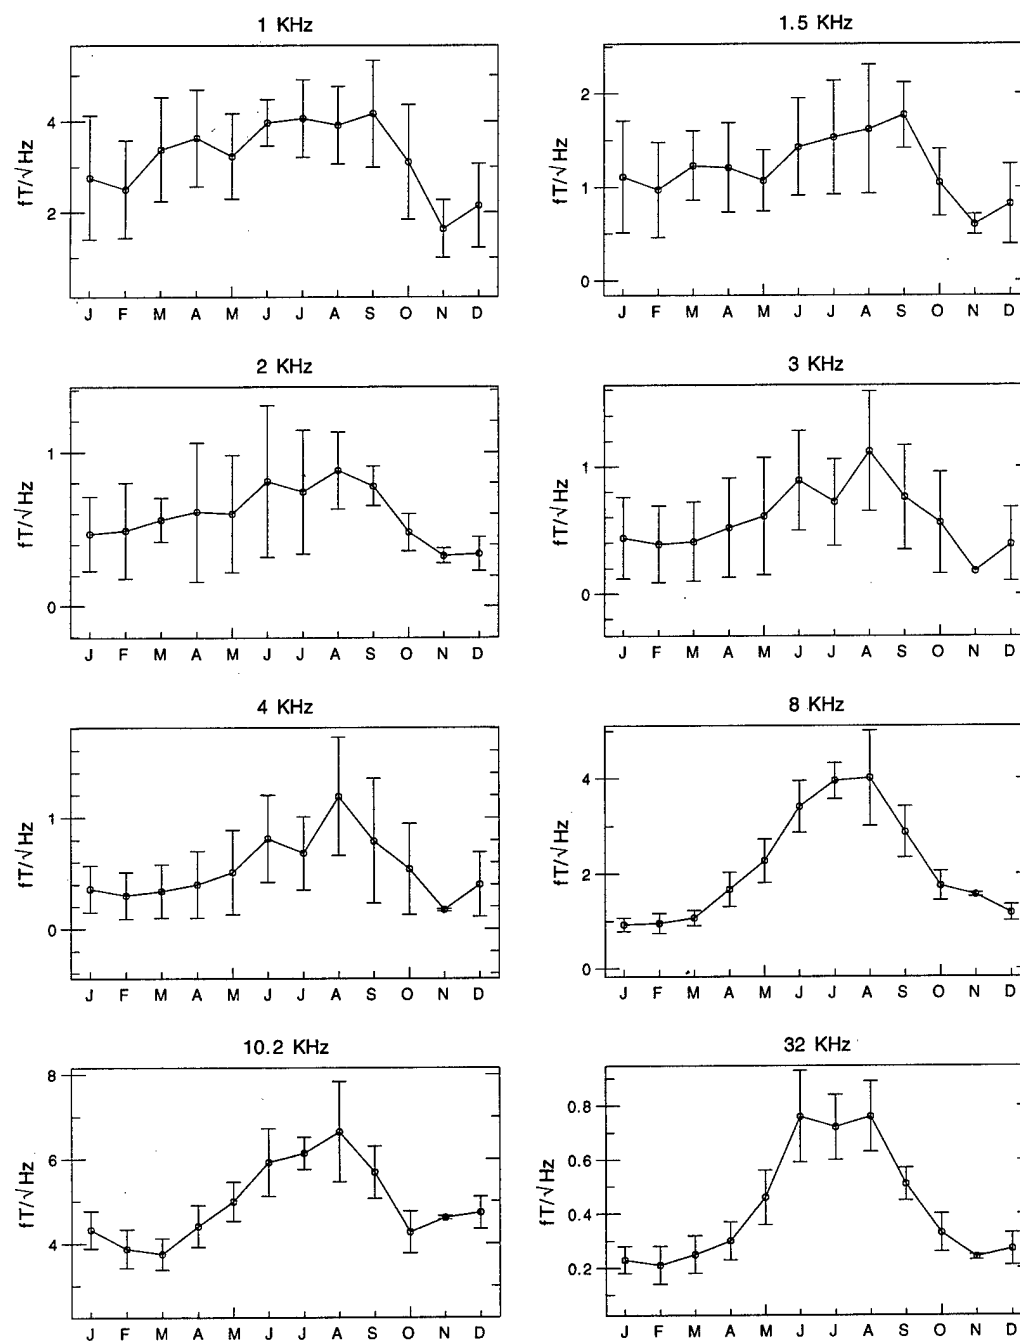 1 KHz
fT/√Hz
4
2
J F M A M J J A S O N D
1.5 KHz
fT/√Hz
2
1
0
J F M A M J J A S O N D
2 KHz
fT/√Hz
1
0
J F M A M J J A S O N D
3 KHz
fT/√Hz
1
0
J F M A M J J A S O N D
4 KHz
fT/√Hz
1
0
J F M A M J J A S O N D
8 KHz
fT/√Hz
4
2
0
J F M A M J J A S O N D
10.2 KHz
fT/√Hz
8
6
4
J F M A M J J A S O N D
32 KHz
fT/√Hz
0.8
0.6
0.4
0.2
J F M A M J J A S O N D